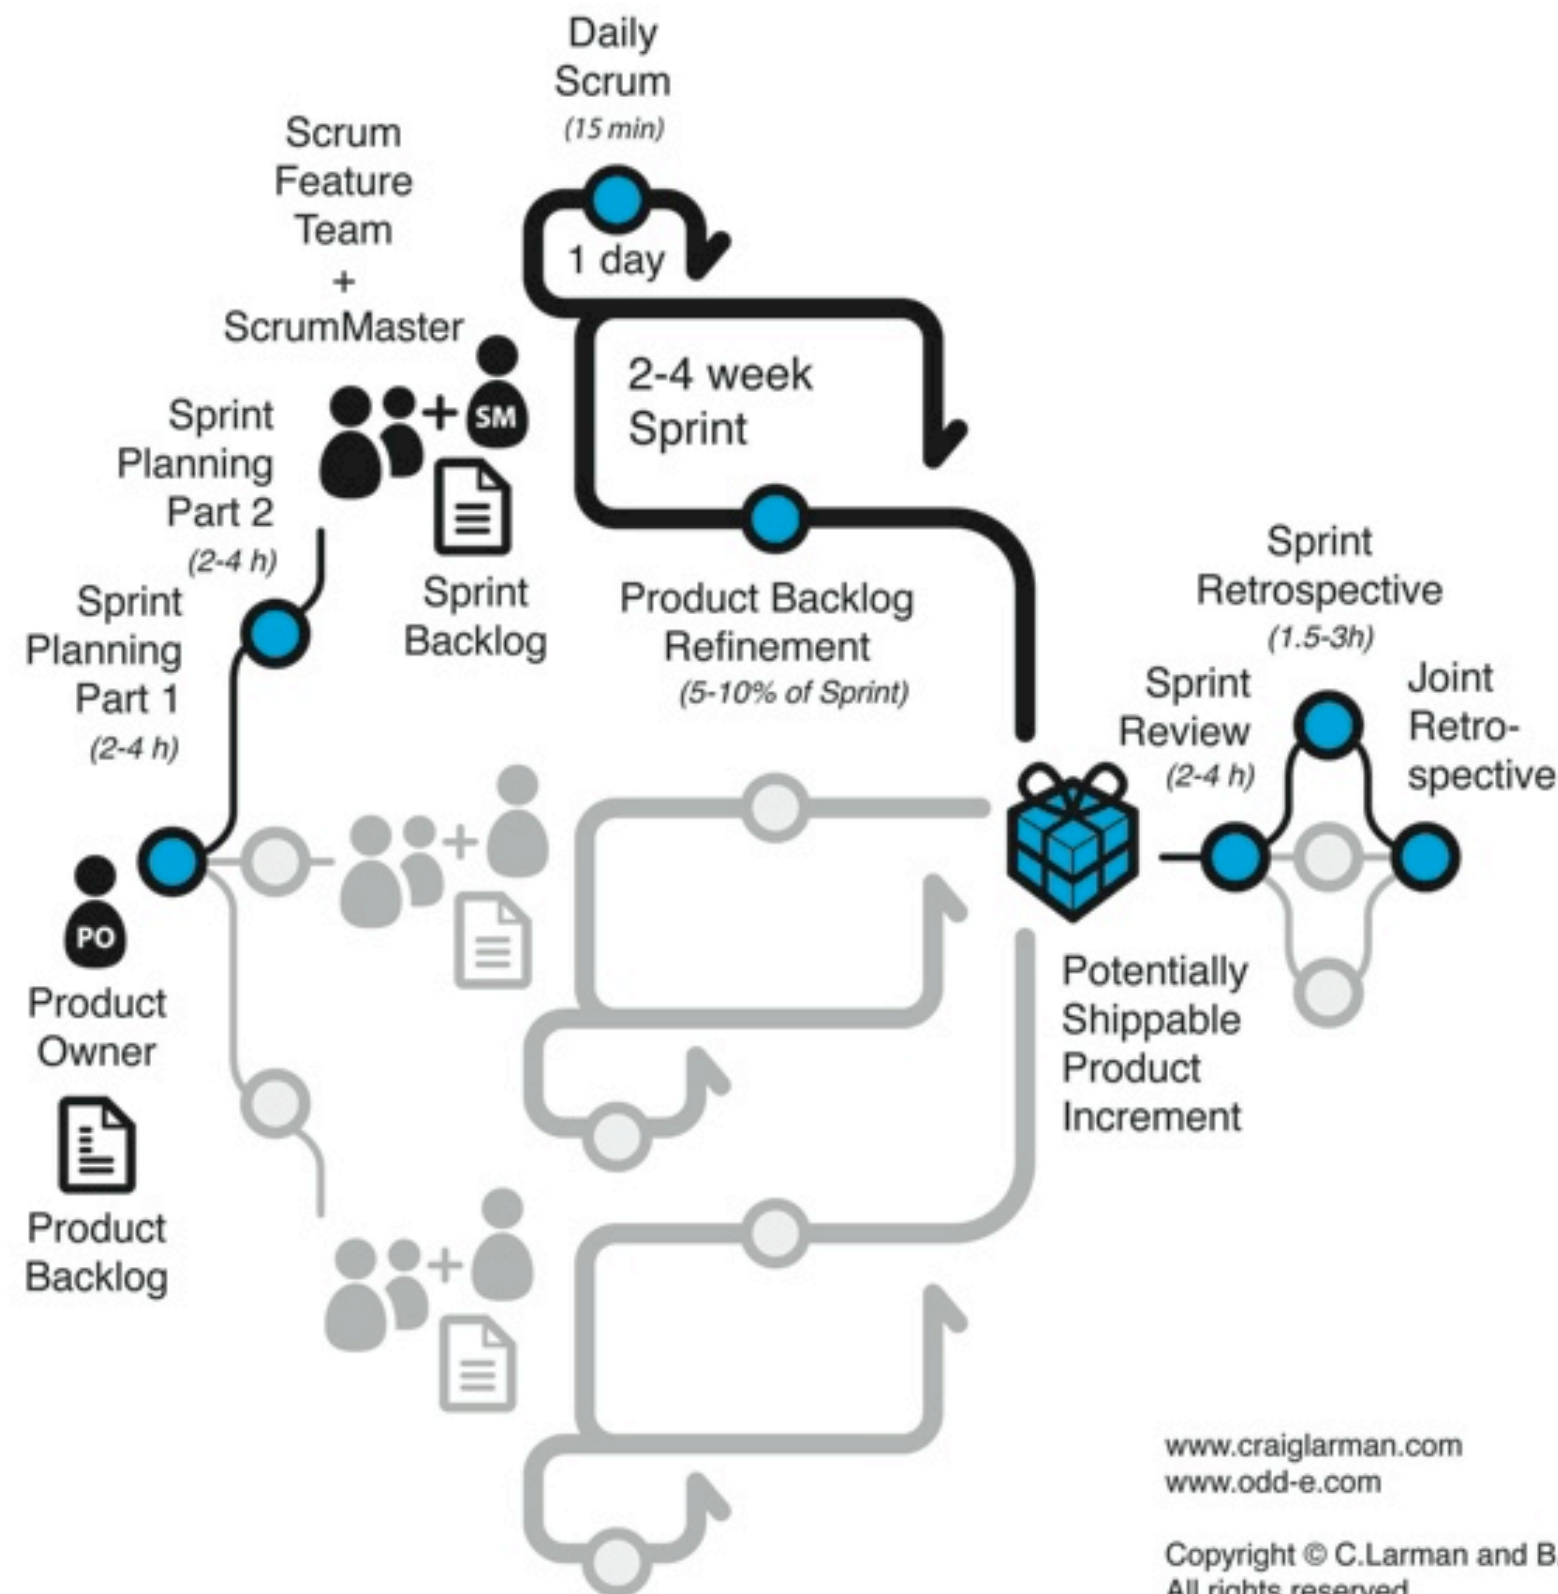 Daily
Scrum
(15 min)
1 day
Scrum
Feature
Team
+
ScrumMaster
+
SM
2-4 week
Sprint
Sprint
Planning
Part 2
(2-4 h)
Sprint
Backlog
Sprint
Planning
Part 1
(2-4 h)
Product Backlog
Refinement
(5-10% of Sprint)
Sprint
Retrospective
(1.5-3h)
Sprint
Review
(2-4 h)
Joint
Retro-
spective
+
PO
Product
Owner
Product
Backlog
Potentially
Shippable
Product
Increment
+
www.craiglarman.com
www.odd-e.com
Copyright © C.Larman and B.
All rights reserved